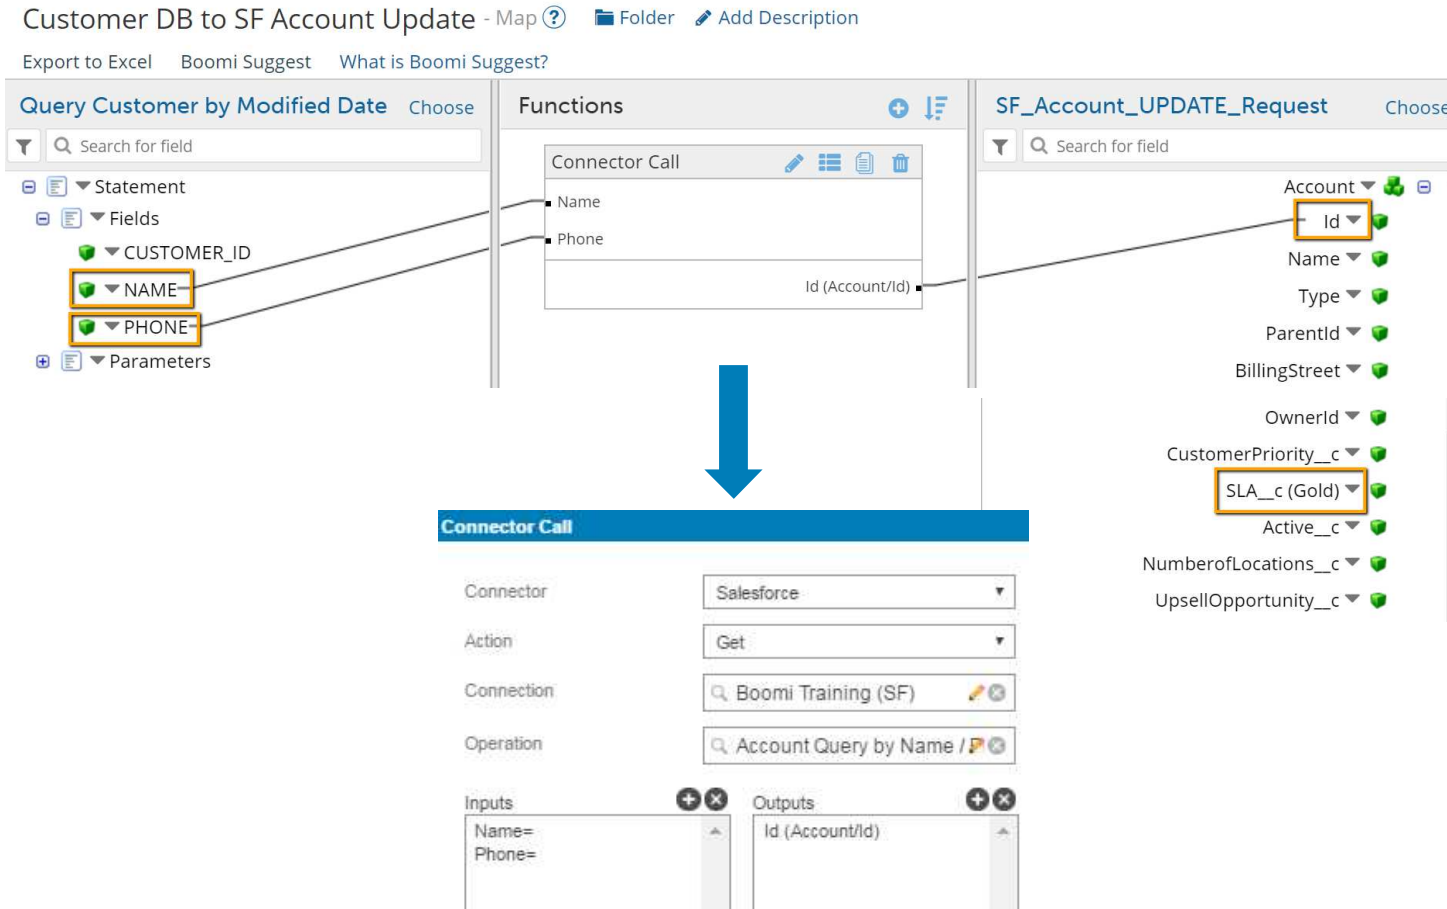 Customer DB to SF Account Update - Map ? Folder Add Description
Export to Excel Boomi Suggest What is Boomi Suggest?
Query Customer by Modified Date Choose
Search for field
Statement
Fields
CUSTOMER_ID
NAME
PHONE
Parameters
Functions
Connector Call
Name
Phone
Id (Account/Id)
SF_Account_UPDATE_Request Choose
Search for field
Account
Id
Name
Type
ParentId
BillingStreet
OwnerId
CustomerPriority__c
SLA__c (Gold)
Active__c
NumberofLocations__c
UpsellOpportunity__c
Connector Call
Connector Salesforce
Action Get
Connection Boomi Training (SF)
Operation Account Query by Name /
Inputs
Name=
Phone=
Outputs
Id (Account/Id)